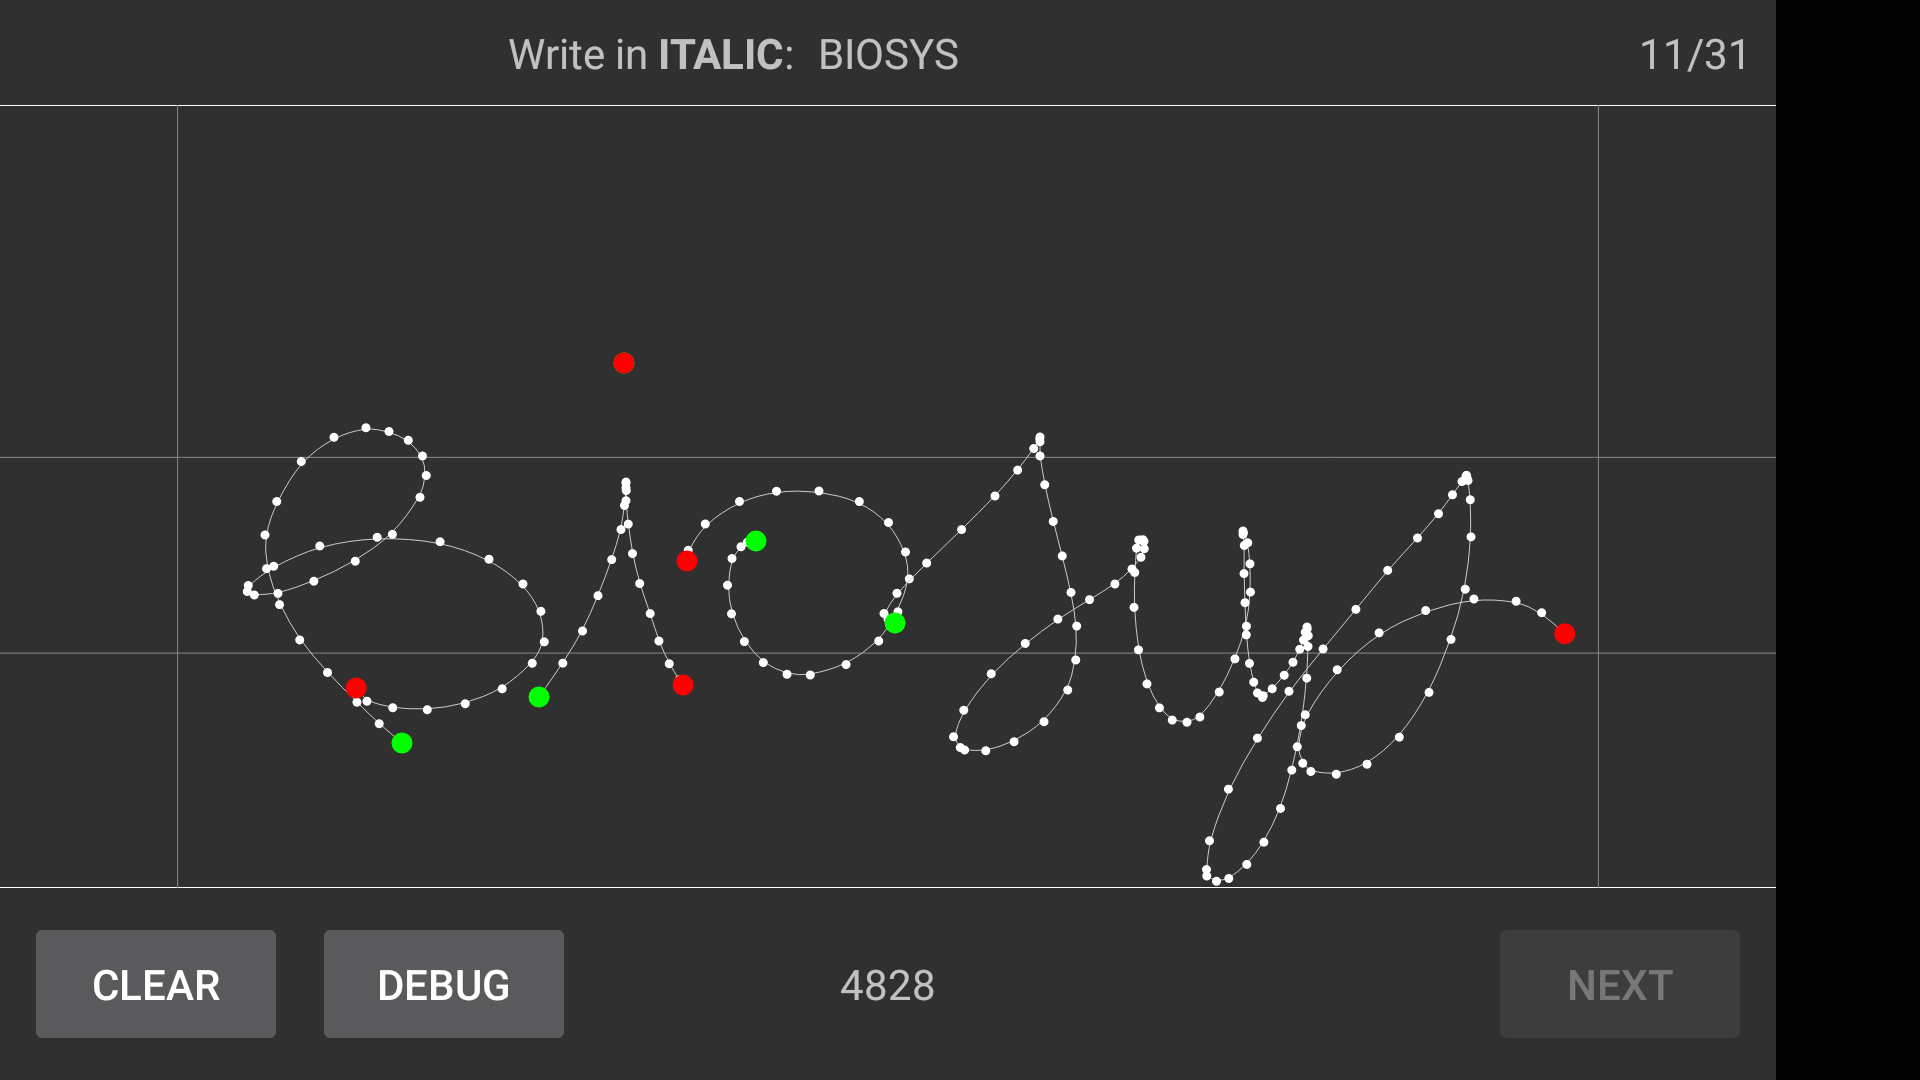 Write in ITALIC: BIOSYS
11/31
Biosys
CLEAR
DEBUG
4828
NEXT